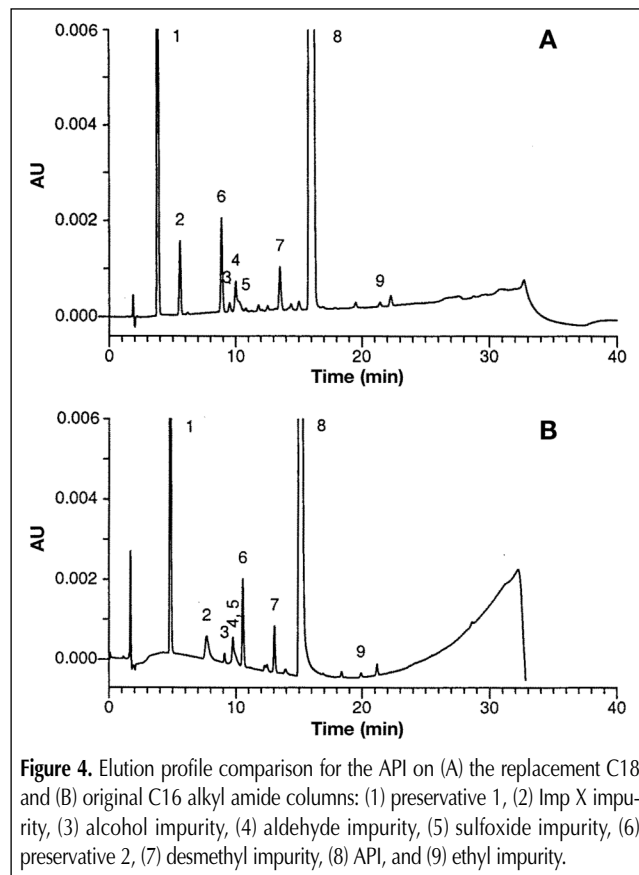 A
0.006
0.004
0.002
0.000
AU
1
2
6
3
4
5
7
8
9
0 10 20 30 40
Time (min)
B
0.006
0.004
0.002
0.000
AU
1
2
3
4, 5
6
7
8
9
0 10 20 30 40
Time (min)
Figure 4. Elution profile comparison for the API on (A) the replacement C18
and (B) original C16 alkyl amide columns: (1) preservative 1, (2) Imp X impu-
rity, (3) alcohol impurity, (4) aldehyde impurity, (5) sulfoxide impurity, (6)
preservative 2, (7) desmethyl impurity, (8) API, and (9) ethyl impurity.